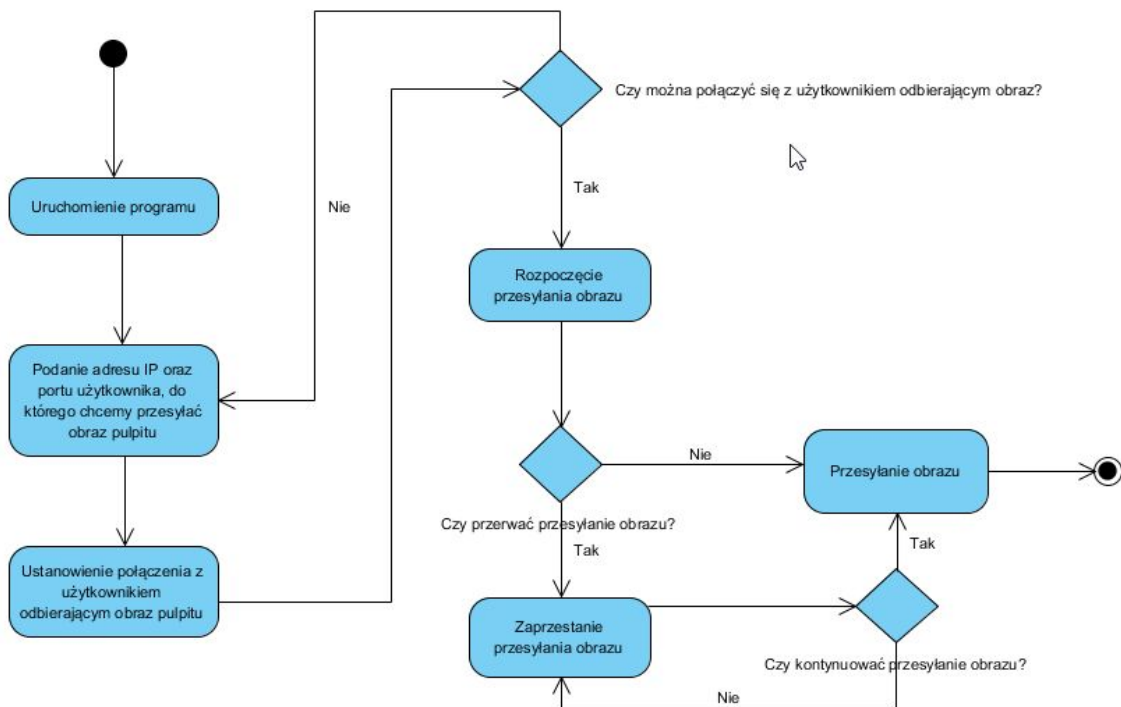 Czy można połączyć się z użytkownikiem odbierającym obraz?
Uruchomienie programu
Nie
Tak
Rozpoczęcie
przesyłania obrazu
Podanie adresu IP oraz
portu użytkownika, do
którego chcemy przesyłać
obraz pulpitu
Nie
Przesyłanie obrazu
Czy przerwać przesyłanie obrazu?
Tak
Tak
Ustanowienie połączenia z
użytkownikiem
odbierającym obraz pulpitu
Zaprzestanie
przesyłania obrazu
Czy kontynuować przesyłanie obrazu?
Nie